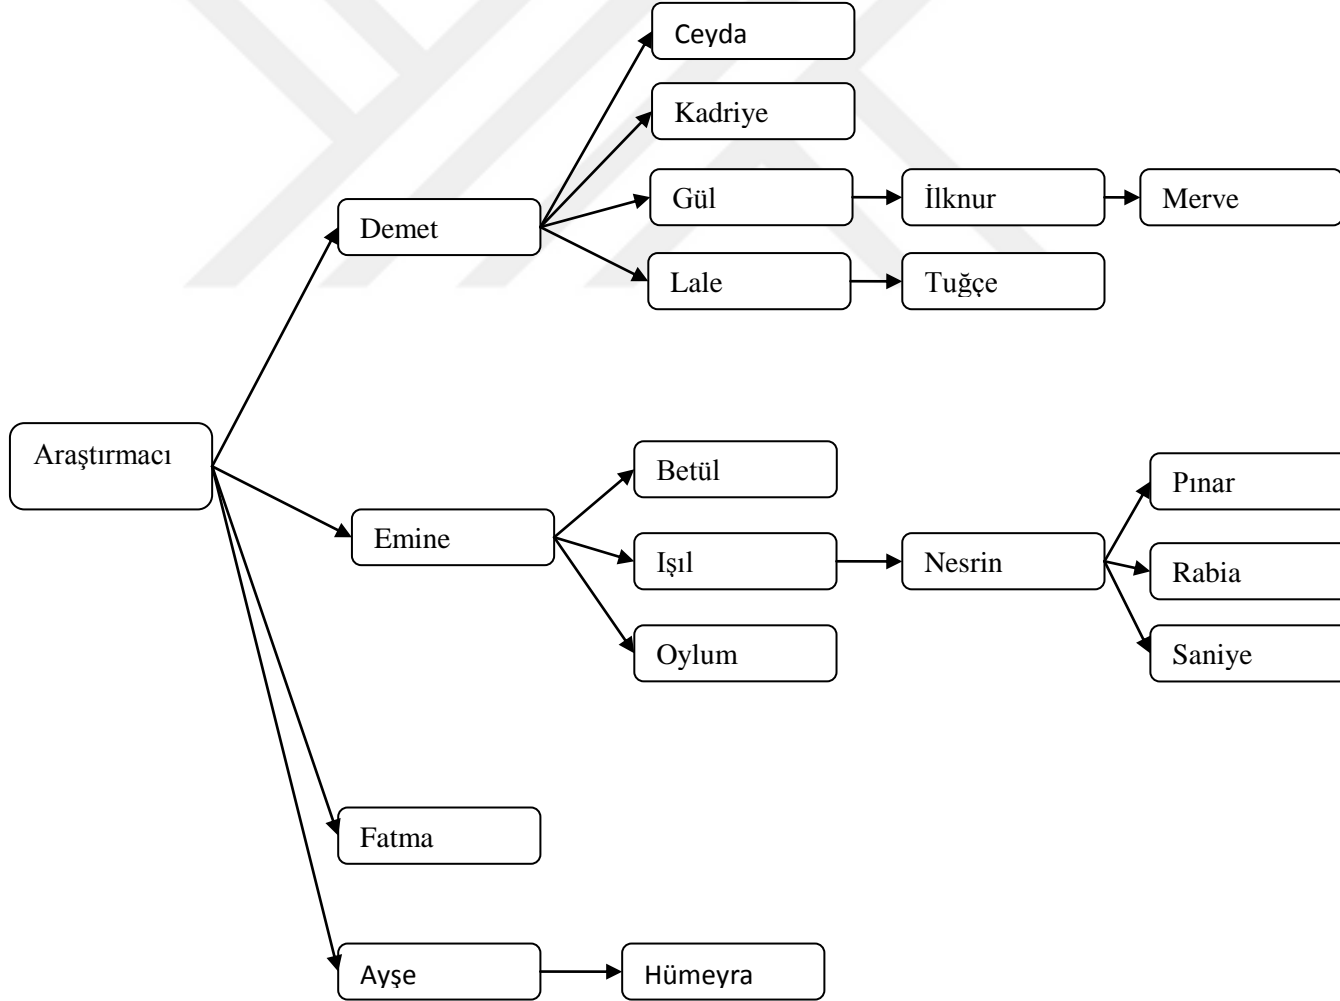 Ceyda
Kadriye
Gül
İlknur
Merve
Demet
Lale
Tuğçe
Araştırmacı
Betül
Pınar
Emine
Işıl
Nesrin
Rabia
Oylum
Saniye
Fatma
Ayşe
Hümeyra